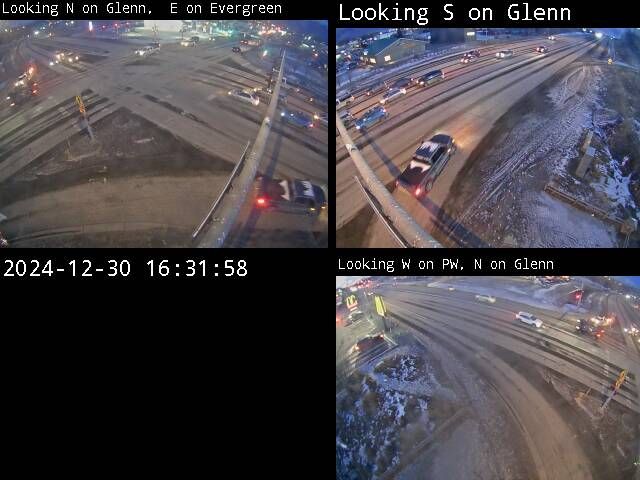 Looking N on Glenn,  E on Evergreen
Looking S on Glenn
2024-12-30 16:31:58
Looking W on PW, N on Glenn